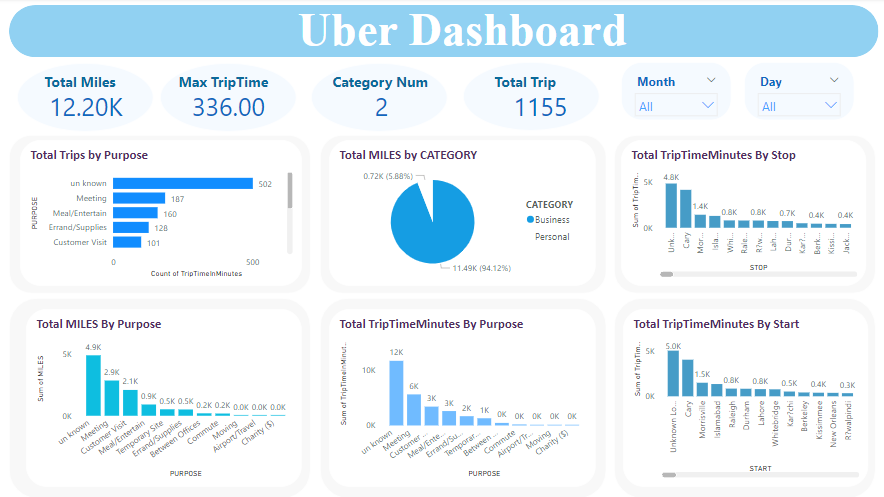 Uber Dashboard
Total Miles
12.20K
Max TripTime
336.00
Category Num
2
Total Trip
1155
Month
All
Day
All
Total Trips by Purpose
PURPOSE
un known
502
Meeting
187
Meal/Entertain
160
Errand/Supplies
128
Customer Visit
101
0
500
Count of TripTimeInMinutes
Total MILES by CATEGORY
0.72K (5.88%)
11.49K (94.12%)
CATEGORY
Business
Personal
Total TripTimeMinutes By Stop
Sum of TripTim...
5K
0K
4.8K
1.4K
0.8K
0.8K
0.7K
0.4K
0.4K
Unk...
Cary
Mor...
Isla...
Whi...
Rale...
R?w...
Lah...
Dur...
Kar?...
Berk...
Kissi...
Jack...
STOP
Total MILES By Purpose
Sum of MILES
5K
0K
4.9K
2.9K
2.1K
0.9K
0.5K
0.5K
0.2K
0.2K
0.0K
0.0K
0.0K
un known
Meeting
Customer Visit
Meal/Entertain
Temporary Site
Errand/Supplies
Between Offices
Commute
Moving
Airport/Travel
Charity ($)
PURPOSE
Total TripTimeMinutes By Purpose
Sum of TripTimeInMinut...
10K
0K
12K
6K
3K
3K
2K
1K
0K
0K
0K
0K
0K
un known
Meeting
Customer ...
Meal/Ente...
Errand/Su...
Temporar...
Between ...
Commute
Airport/Tr...
Moving
Charity ($)
PURPOSE
Total TripTimeMinutes By Start
Sum of TripTim...
5K
0K
5.0K
1.5K
0.8K
0.8K
0.5K
0.4K
0.3K
Unknown Lo...
Cary
Morrisville
Islamabad
Raleigh
Durham
Lahore
Whitebridge
Kar?chi
Berkeley
Kissimmee
New Orleans
R?walpindi
START